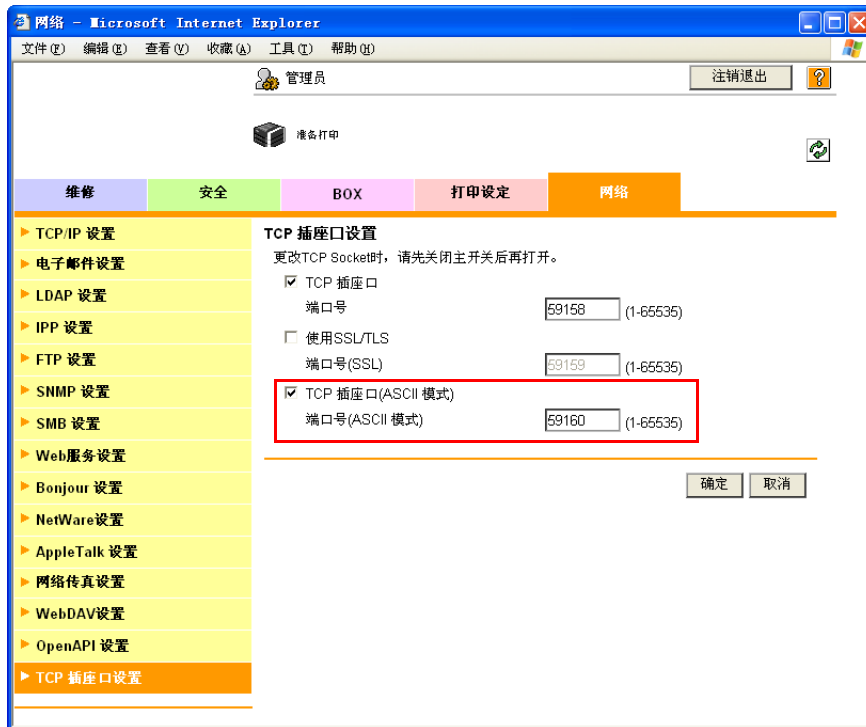 网络 - Microsoft Internet Explorer
文件(F) 编辑(E) 查看(V) 收藏(A) 工具(T) 帮助(H)
管理员
注销退出
?
准备打印
维修 安全 BOX 打印设定 网络
TCP/IP 设置
电子邮件设置
LDAP 设置
IPP 设置
FTP 设置
SNMP 设置
SMB 设置
Web服务设置
Bonjour 设置
NetWare设置
AppleTalk 设置
网络传真设置
WebDAV设置
OpenAPI 设置
TCP 插座口设置
TCP 插座口设置
更改TCP Socket时，请先关闭主开关后再打开。
TCP 插座口
端口号 59158 (1-65535)
使用SSL/TLS
端口号(SSL) 59159 (1-65535)
TCP 插座口(ASCII 模式)
端口号(ASCII 模式) 59160 (1-65535)
确定 取消